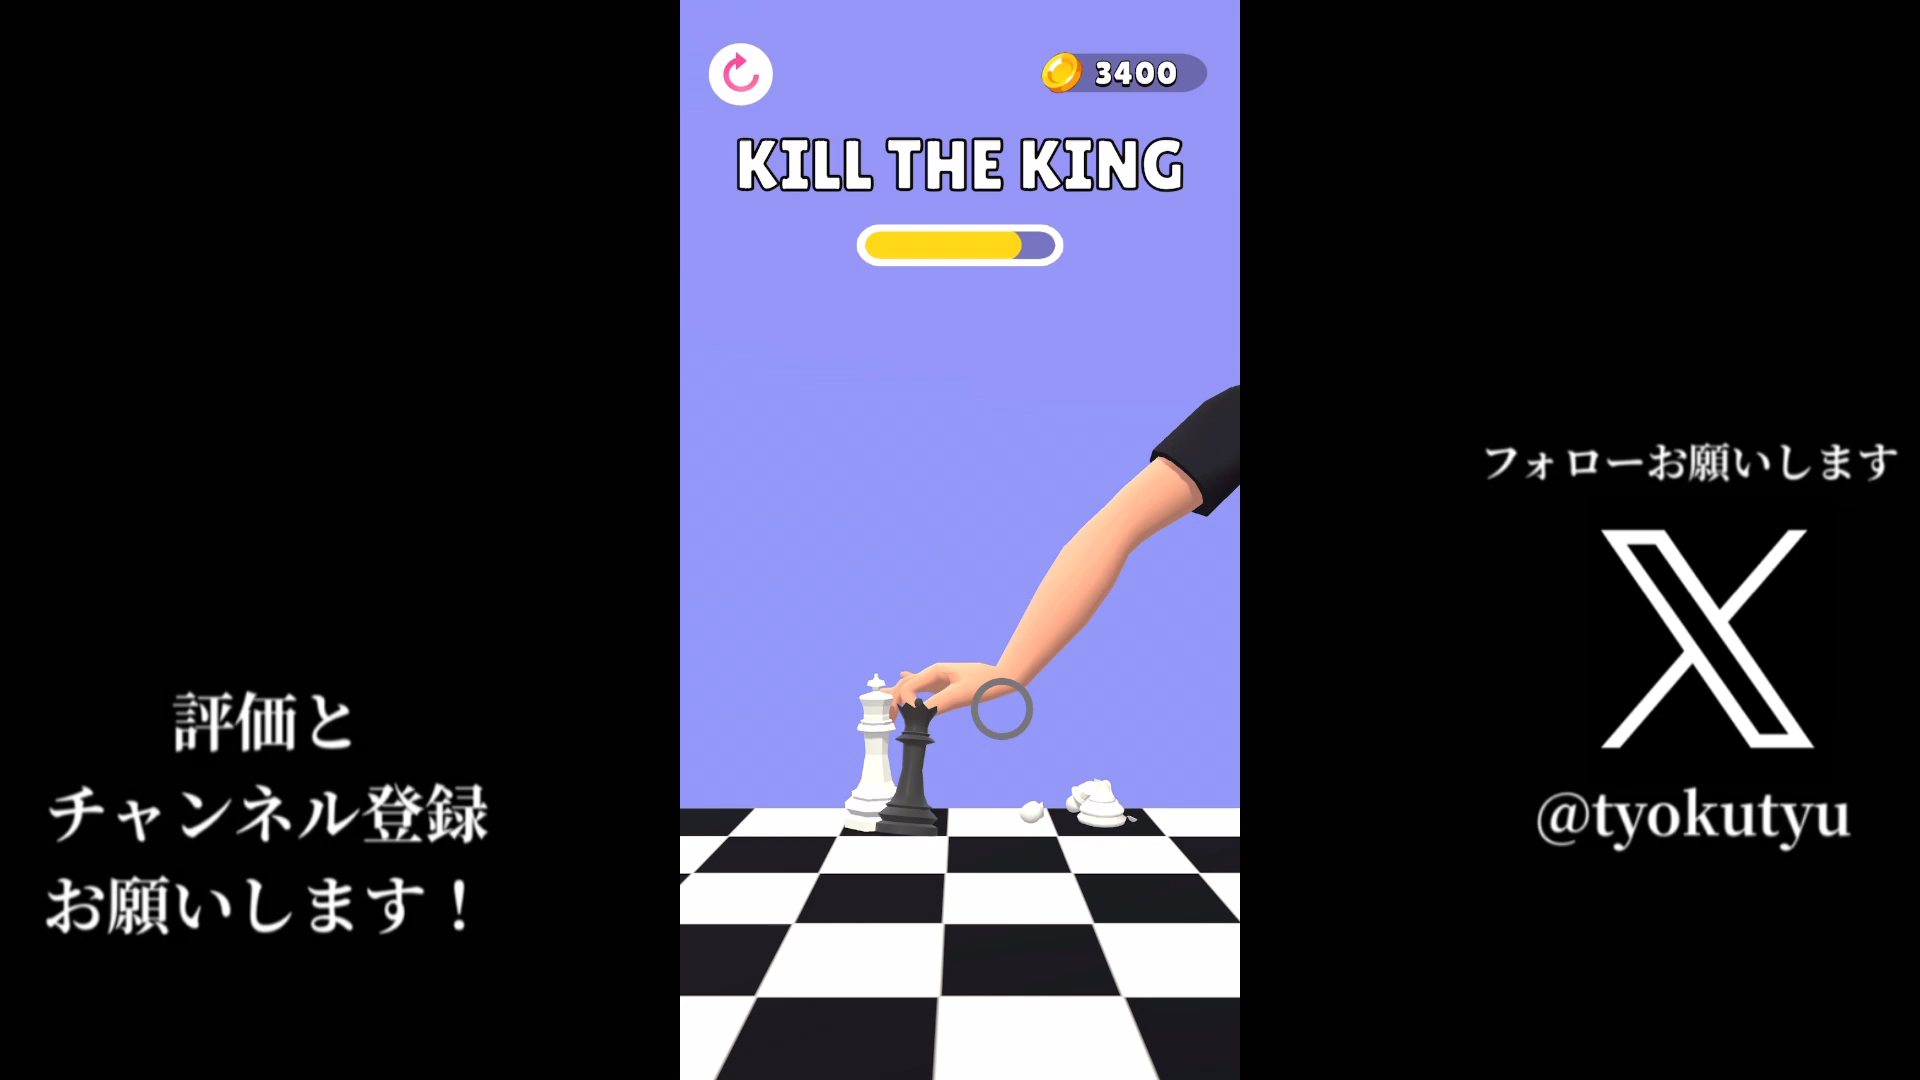 3400
KILL THE KING
フォローお願いします
@tyokutyu
評価と
チャンネル登録
お願いします！